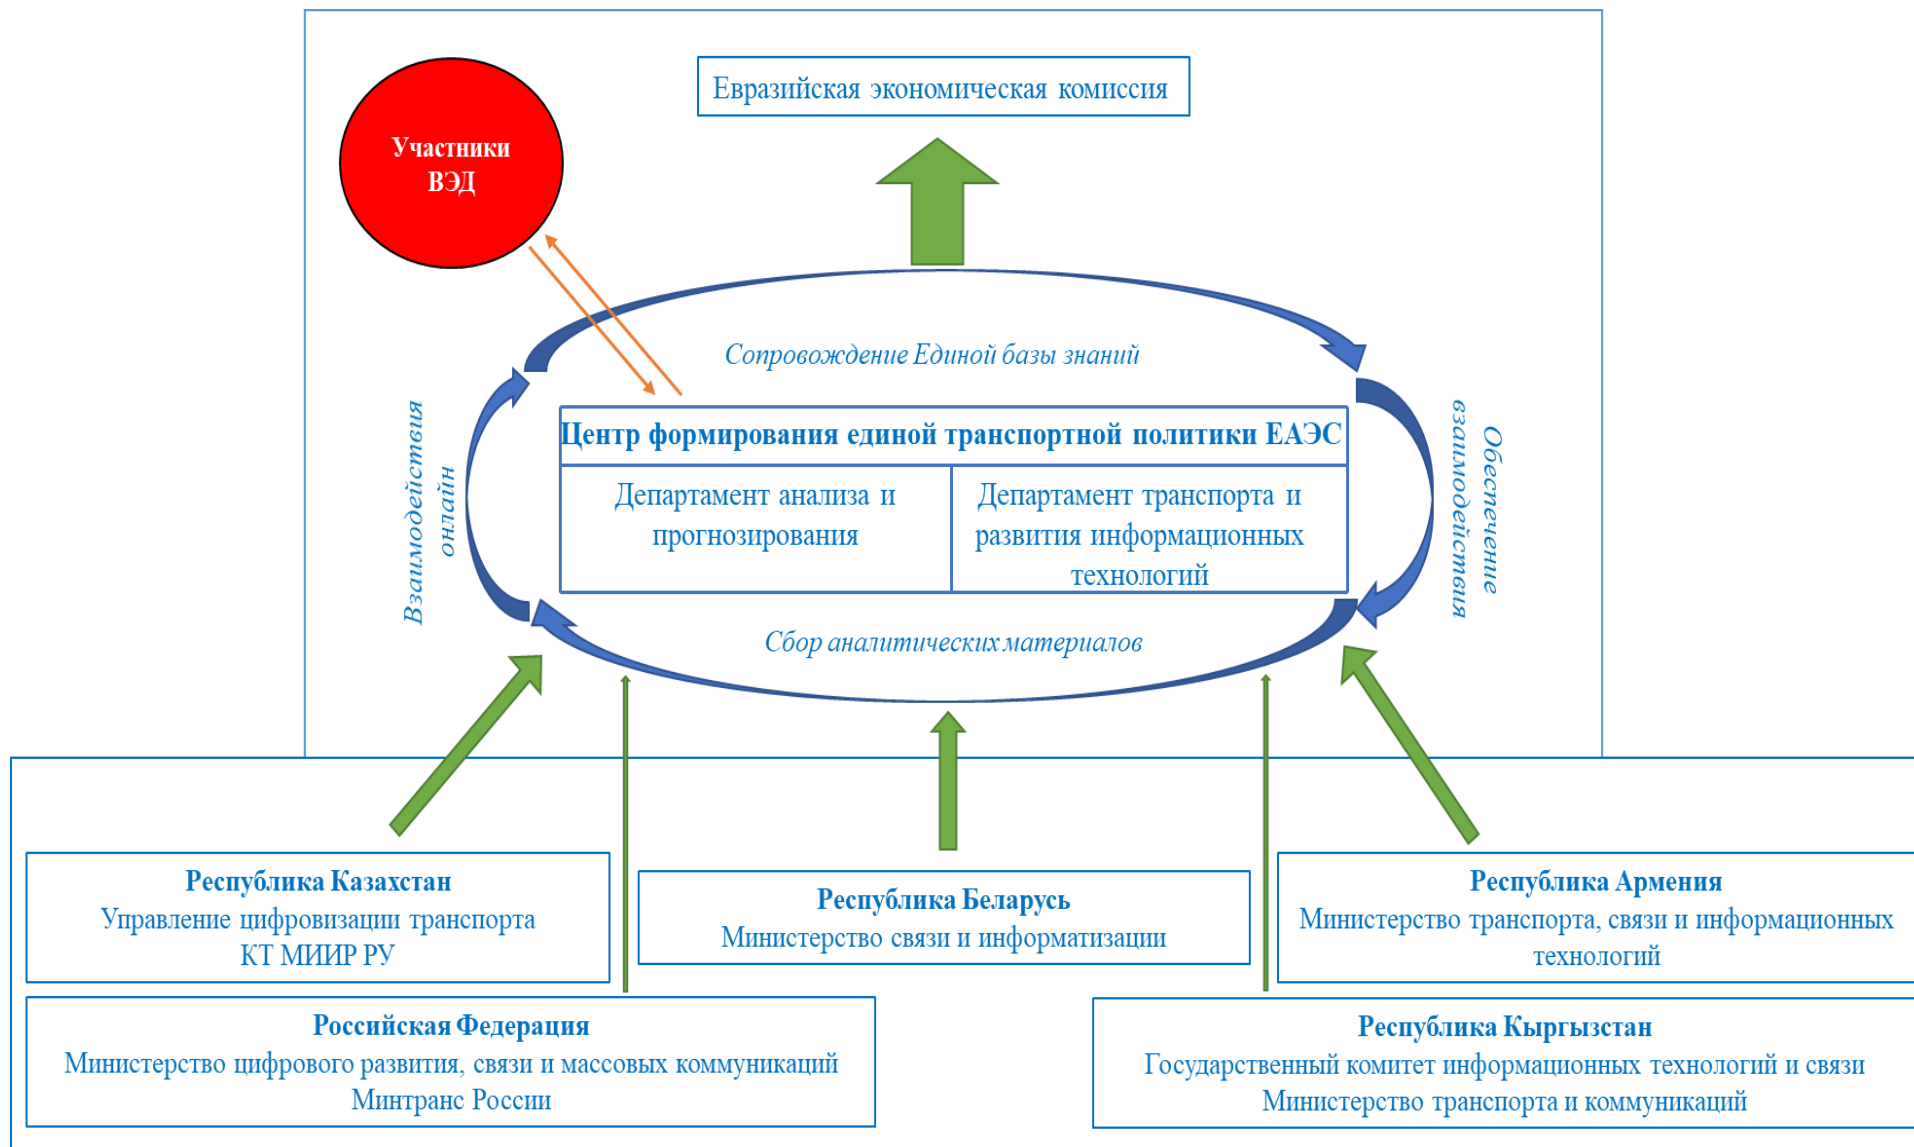 Евразийская экономическая комиссия
Участники
ВЭД
Сопровождение Единой базы знаний
Взаимодействия
онлайн
Обеспечение
взаимодействия
Центр формирования единой транспортной политики ЕАЭС
Департамент анализа и
прогнозирования
Департамент транспорта и
развития информационных
технологий
Сбор аналитических материалов
Республика Казахстан
Управление цифровизации транспорта
КТ МИИР РУ
Республика Беларусь
Министерство связи и информатизации
Республика Армения
Министерство транспорта, связи и информационных
технологий
Российская Федерация
Министерство цифрового развития, связи и массовых коммуникаций
Минтранс России
Республика Кыргызстан
Государственный комитет информационных технологий и связи
Министерство транспорта и коммуникаций